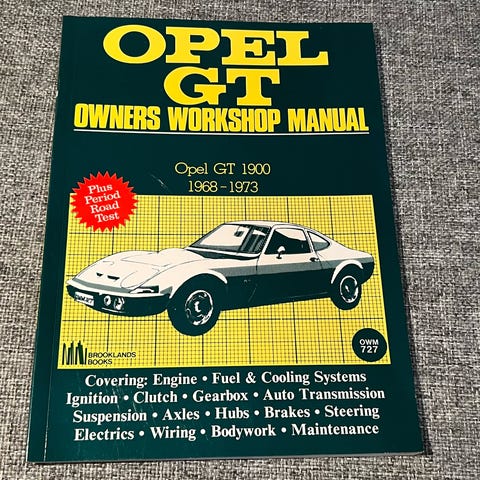 OPEL
GT
OWNERS WORKSHOP MANUAL
Opel GT 1900
1968-1973
Plus
Period
Road
Test
BROOKLANDS
BOOKS
OWM
727
Covering: Engine • Fuel & Cooling Systems
Ignition • Clutch • Gearbox • Auto Transmission
Suspension • Axles • Hubs • Brakes • Steering
Electrics • Wiring • Bodywork • Maintenance